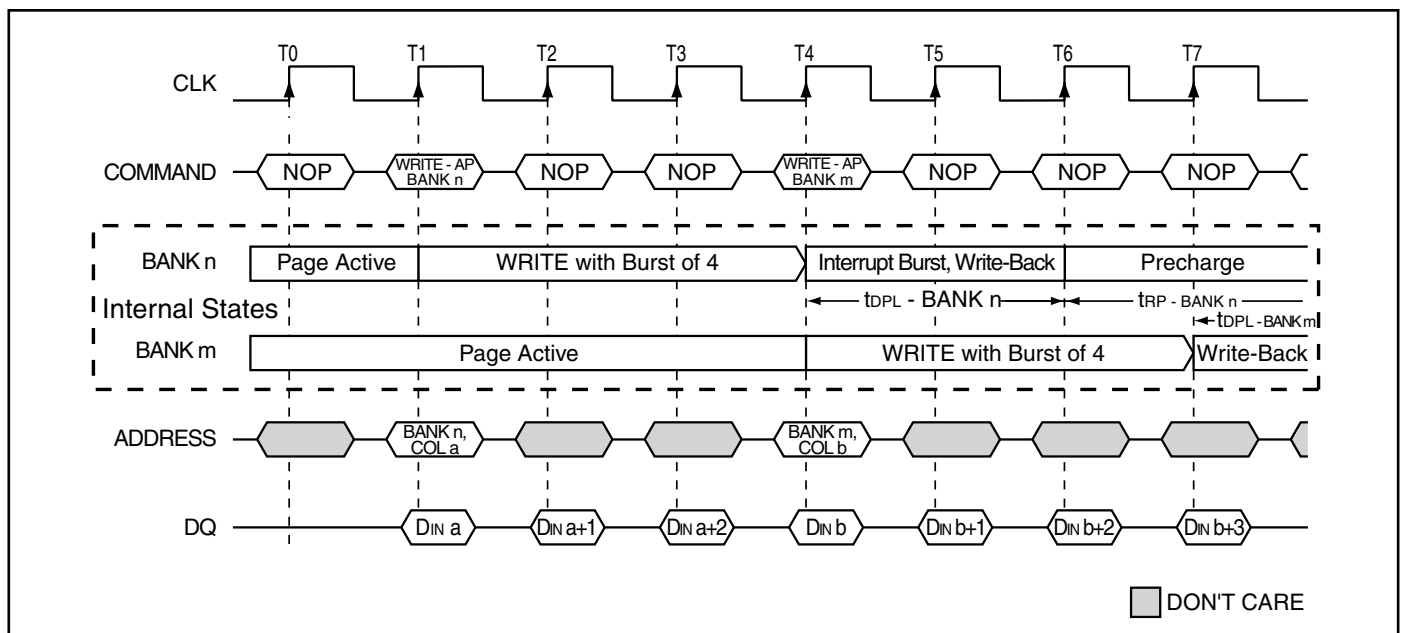 T0 T1 T2 T3 T4 T5 T6 T7
CLK
COMMAND NOP WRITE - AP BANK n NOP NOP WRITE - AP BANK m NOP NOP NOP
BANK n Page Active WRITE with Burst of 4 Interrupt Burst, Write-Back Precharge
Internal States tDPL - BANK n tRP - BANK n
tDPL - BANK m
BANK m Page Active WRITE with Burst of 4 Write-Back
ADDRESS BANK n, COL a BANK m, COL b
DQ DIN a DIN a+1 DIN a+2 DIN b DIN b+1 DIN b+2 DIN b+3
DON'T CARE